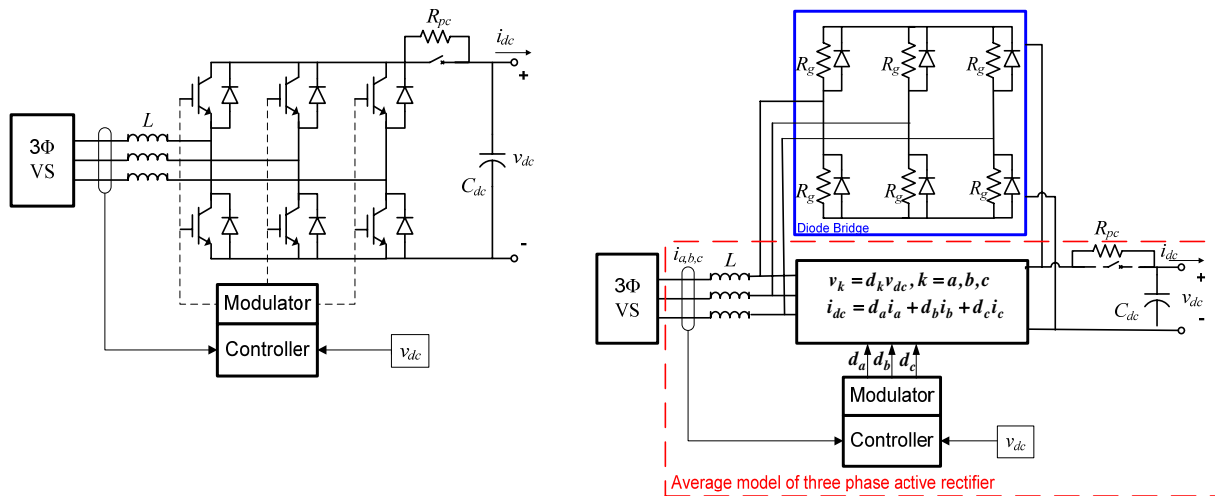 R_pc
i_dc
+
L
3Φ
VS
v_dc
C_dc
-
Modulator
Controller
v_dc
R_g
R_g
R_g
R_g
R_g
R_g
Diode Bridge
R_pc
i_a,b,c
L
i_dc
+
3Φ
VS
v_k = d_k v_dc, k = a,b,c
i_dc = d_a i_a + d_b i_b + d_c i_c
C_dc
v_dc
-
d_a d_b d_c
Modulator
Controller
v_dc
Average model of three phase active rectifier